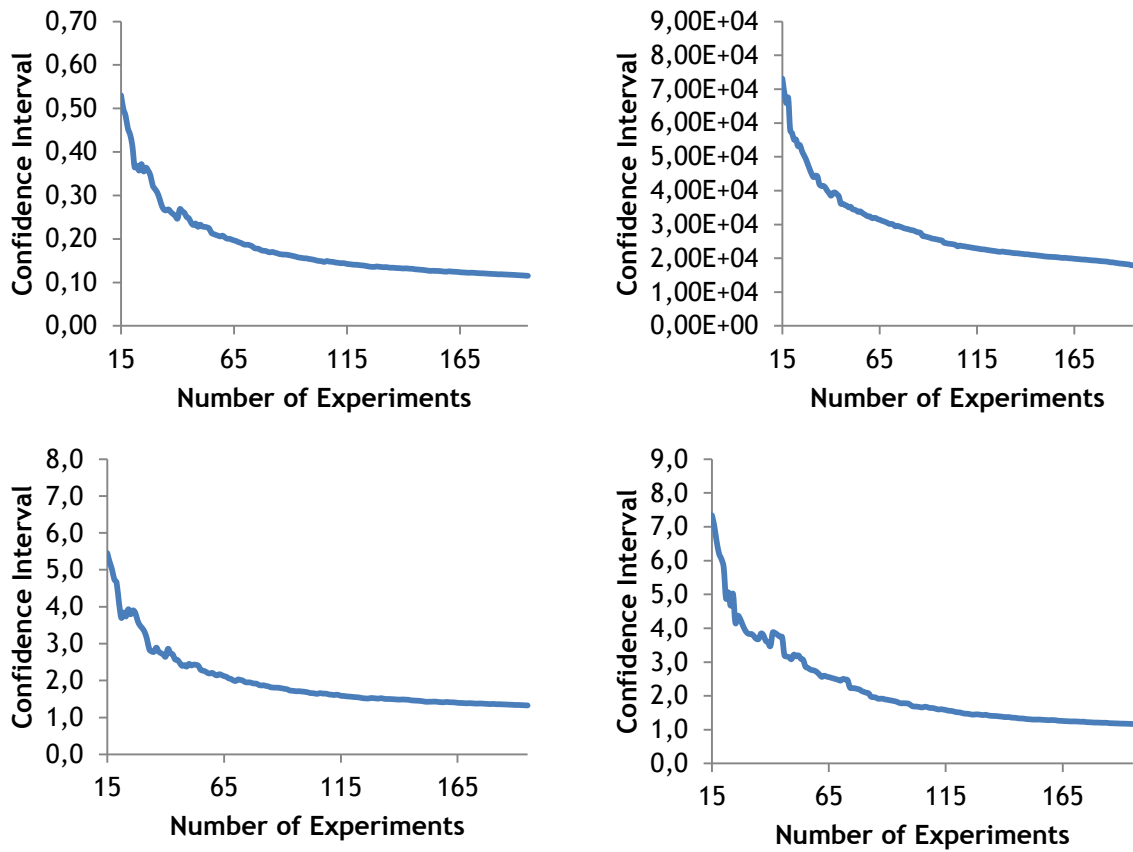 0,70
0,60
0,50
0,40
0,30
0,20
0,10
0,00
Confidence Interval
15 65 115 165
Number of Experiments
9,00E+04
8,00E+04
7,00E+04
6,00E+04
5,00E+04
4,00E+04
3,00E+04
2,00E+04
1,00E+04
0,00E+00
Confidence Interval
15 65 115 165
Number of Experiments
8,0
7,0
6,0
5,0
4,0
3,0
2,0
1,0
0,0
Confidence Interval
15 65 115 165
Number of Experiments
9,0
8,0
7,0
6,0
5,0
4,0
3,0
2,0
1,0
0,0
Confidence Interval
15 65 115 165
Number of Experiments